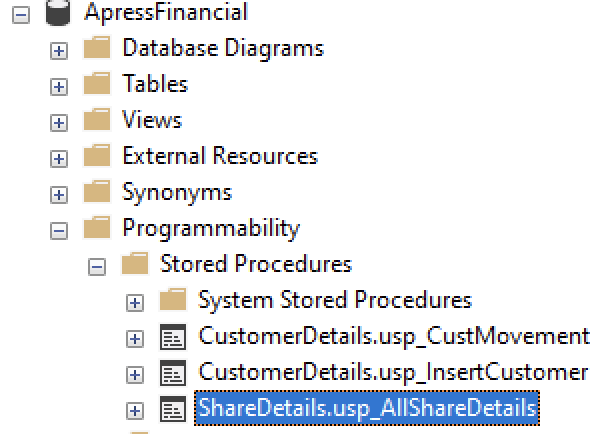 ApressFinancial
Database Diagrams
Tables
Views
External Resources
Synonyms
Programmability
Stored Procedures
System Stored Procedures
CustomerDetails.usp_CustMovement
CustomerDetails.usp_InsertCustomer
ShareDetails.usp_AllShareDetails